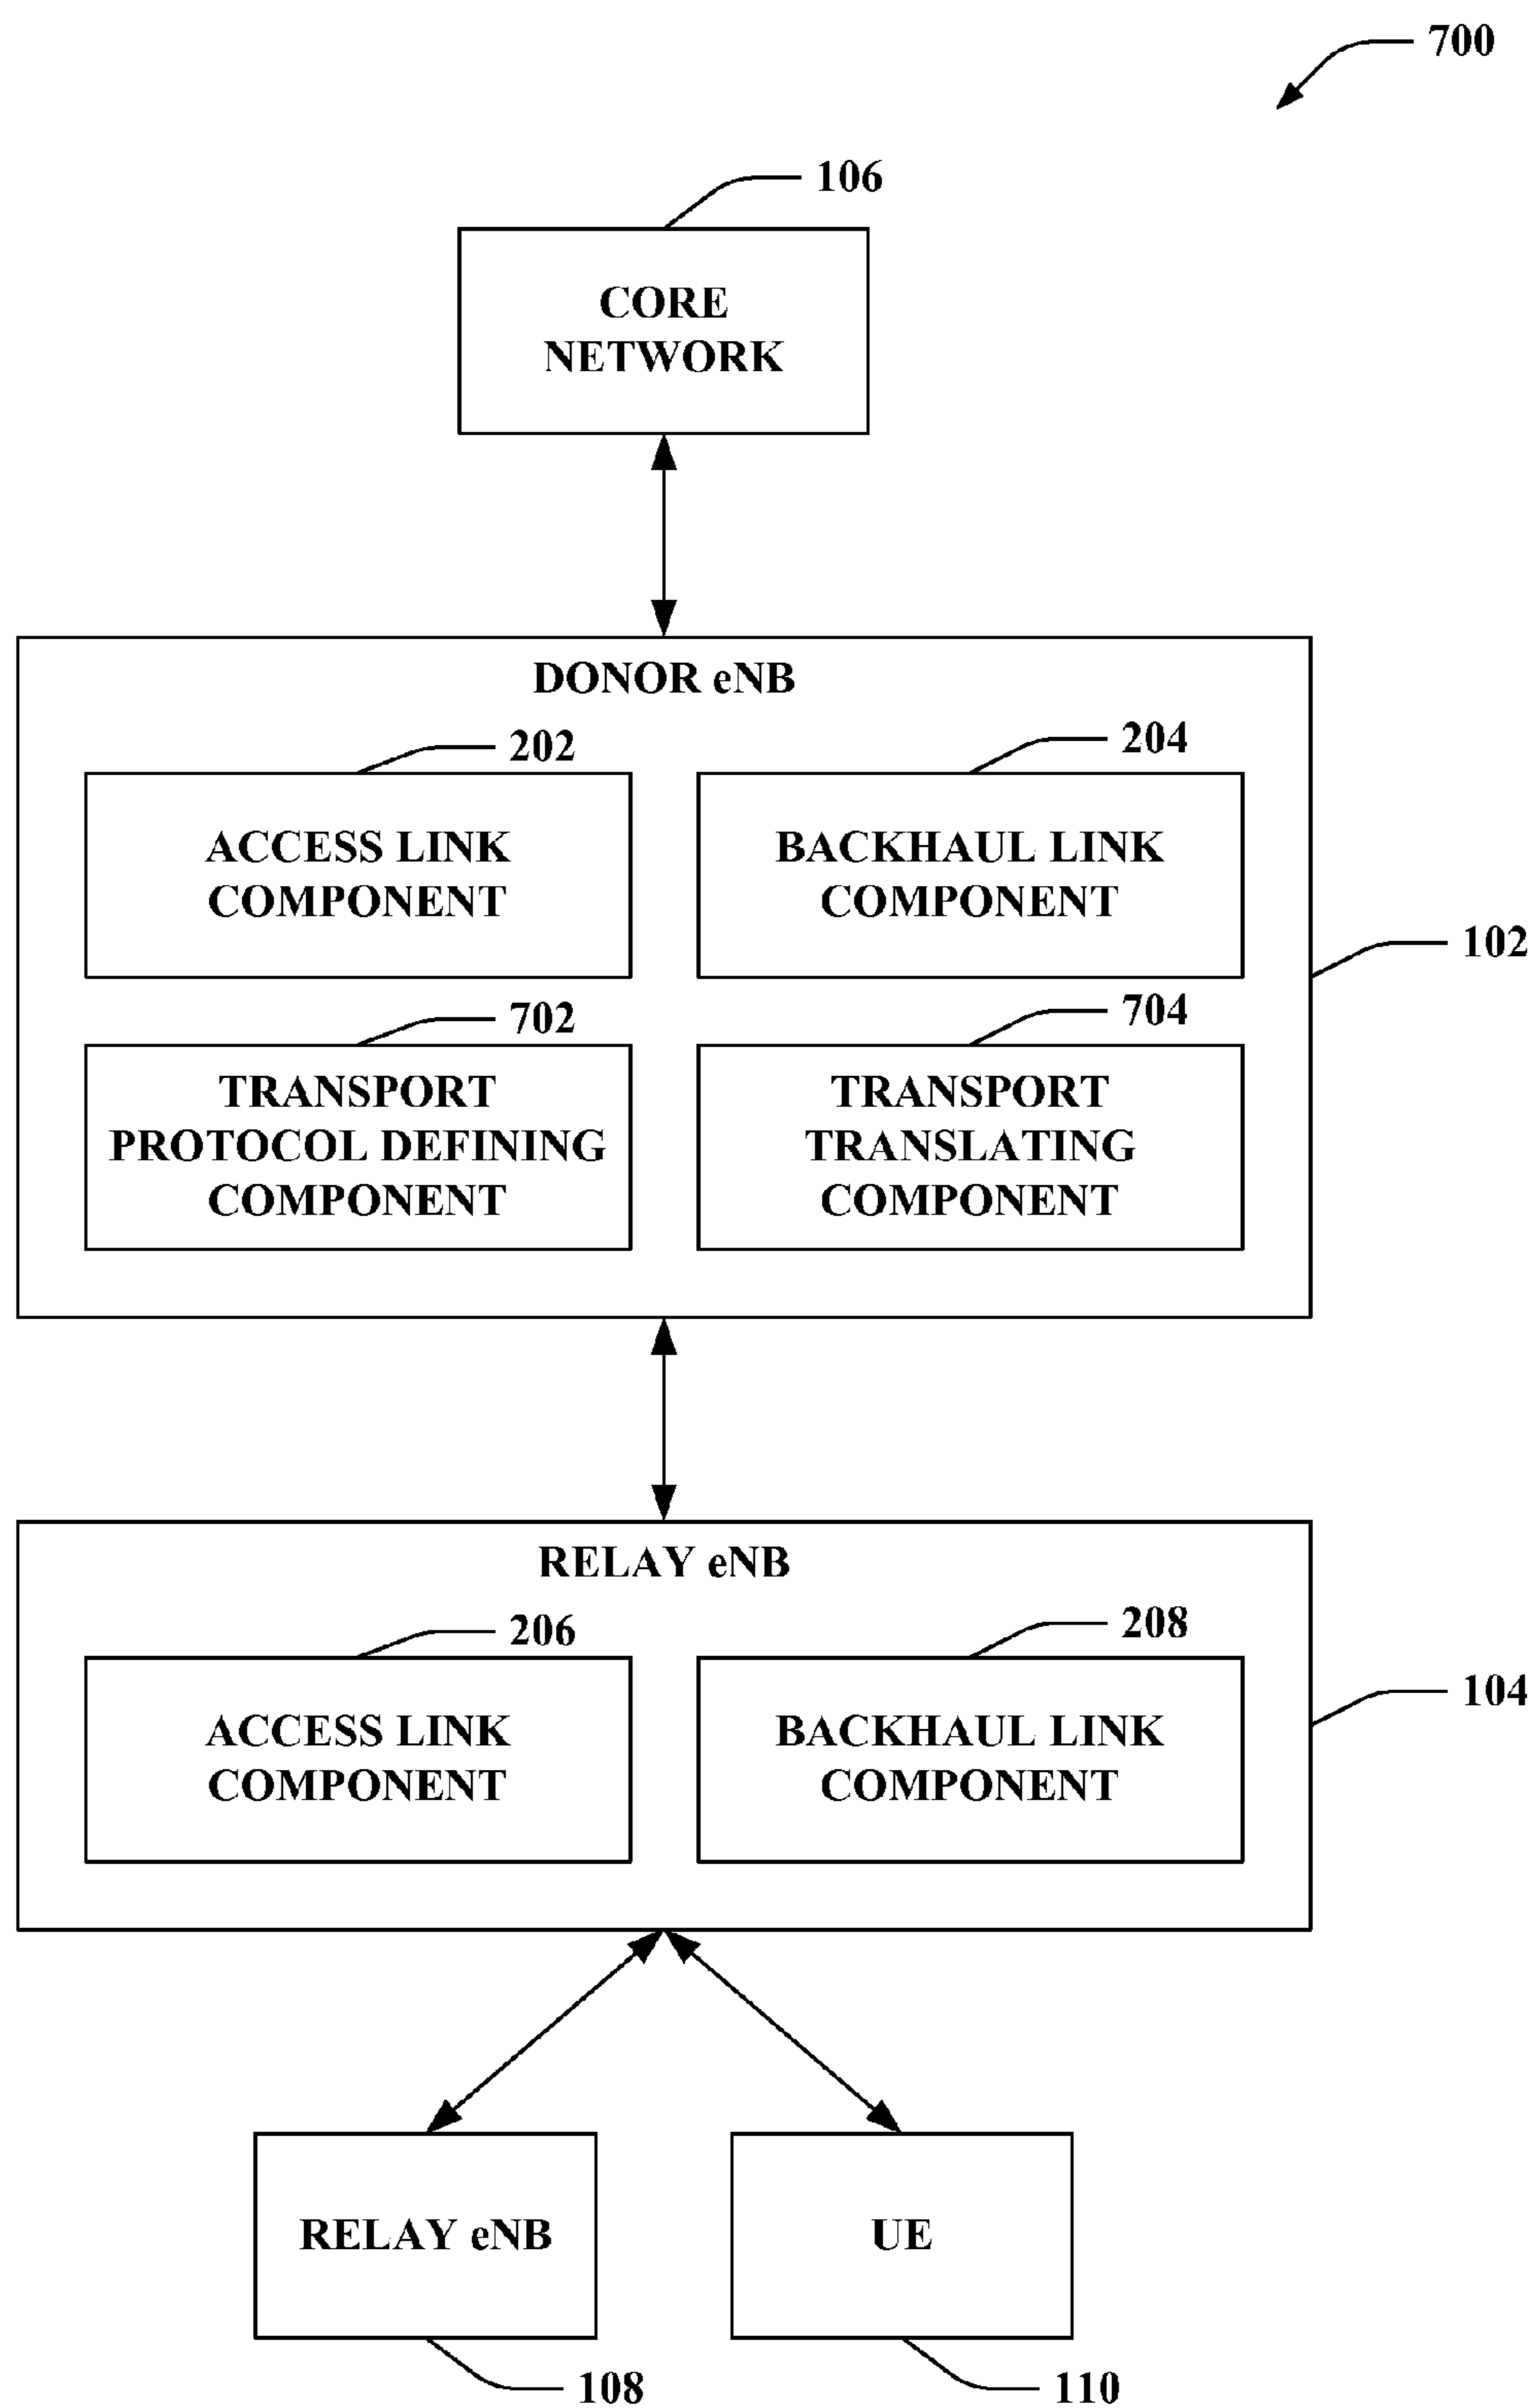 700
106
CORE
NETWORK
DONOR eNB
202
204
ACCESS LINK
COMPONENT
BACKHAUL LINK
COMPONENT
102
702
704
TRANSPORT
PROTOCOL DEFINING
COMPONENT
TRANSPORT
TRANSLATING
COMPONENT
RELAY eNB
206
208
ACCESS LINK
COMPONENT
BACKHAUL LINK
COMPONENT
104
RELAY eNB
UE
108
110